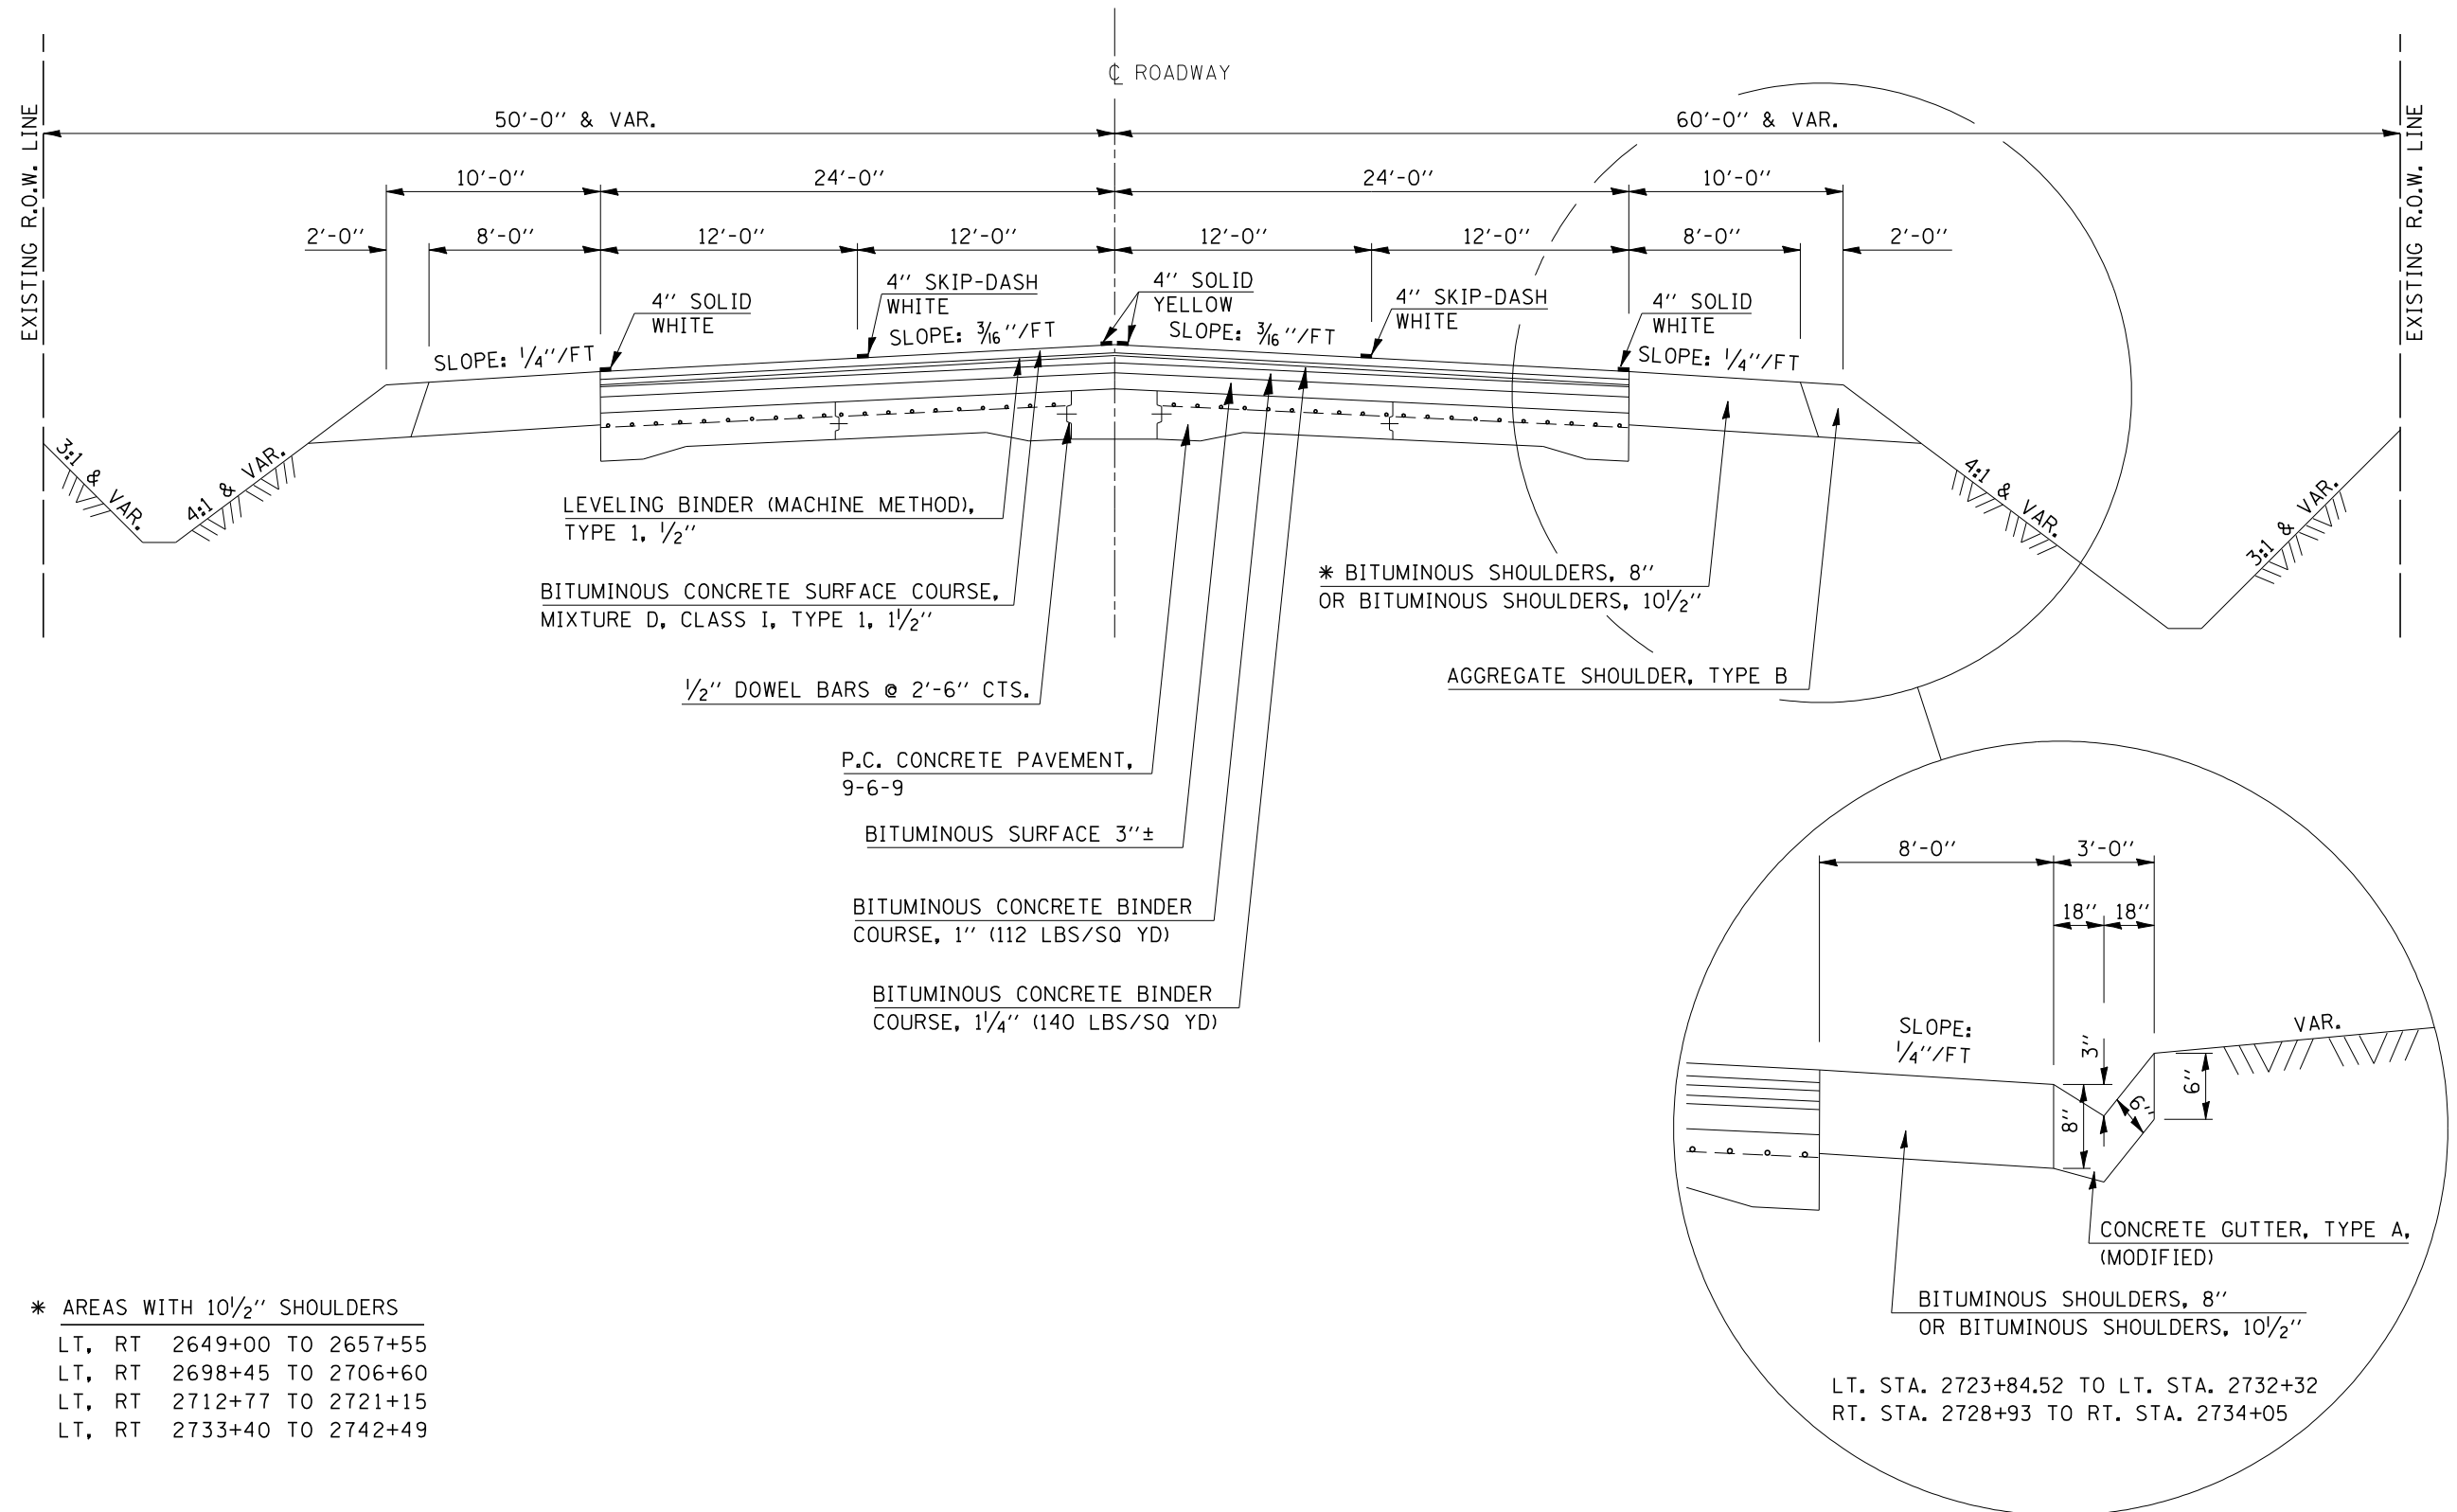 ℄ ROADWAY
50'-0'' & VAR.
60'-0'' & VAR.
EXISTING R.O.W. LINE
EXISTING R.O.W. LINE
10'-0''
24'-0''
24'-0''
10'-0''
2'-0''
8'-0''
12'-0''
12'-0''
12'-0''
12'-0''
8'-0''
2'-0''
4'' SOLID
WHITE
4'' SKIP-DASH
WHITE
4'' SOLID
YELLOW
4'' SKIP-DASH
WHITE
4'' SOLID
WHITE
SLOPE: 1/4''/FT
SLOPE: 3/16''/FT
SLOPE: 3/16''/FT
SLOPE: 1/4''/FT
3:1 & VAR.
4:1 & VAR.
4:1 & VAR.
3:1 & VAR.
LEVELING BINDER (MACHINE METHOD),
TYPE 1, 1/2''
BITUMINOUS CONCRETE SURFACE COURSE,
MIXTURE D, CLASS I, TYPE 1, 1 1/2''
1/2'' DOWEL BARS @ 2'-6'' CTS.
P.C. CONCRETE PAVEMENT,
9-6-9
BITUMINOUS SURFACE 3''±
BITUMINOUS CONCRETE BINDER
COURSE, 1'' (112 LBS/SQ YD)
BITUMINOUS CONCRETE BINDER
COURSE, 1 1/4'' (140 LBS/SQ YD)
* BITUMINOUS SHOULDERS, 8''
OR BITUMINOUS SHOULDERS, 10 1/2''
AGGREGATE SHOULDER, TYPE B
8'-0''
3'-0''
18''
18''
SLOPE:
1/4''/FT
VAR.
3''
8''
6''
6''
CONCRETE GUTTER, TYPE A,
(MODIFIED)
BITUMINOUS SHOULDERS, 8''
OR BITUMINOUS SHOULDERS, 10 1/2''
LT. STA. 2723+84.52 TO LT. STA. 2732+32
RT. STA. 2728+93 TO RT. STA. 2734+05
* AREAS WITH 10 1/2'' SHOULDERS
LT, RT 2649+00 TO 2657+55
LT, RT 2698+45 TO 2706+60
LT, RT 2712+77 TO 2721+15
LT, RT 2733+40 TO 2742+49